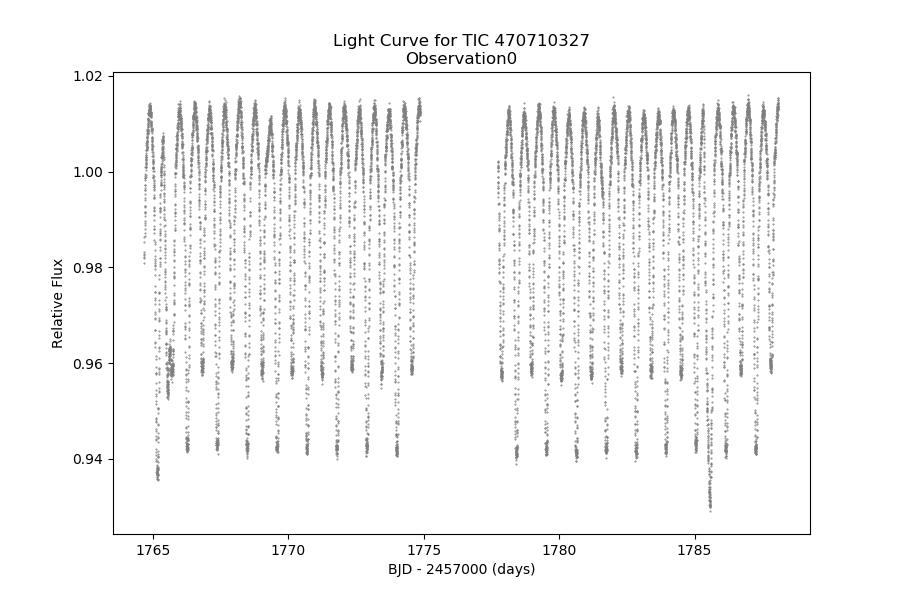 Light Curve for TIC 470710327
Observation0
1.02
1.00
0.98
0.96
0.94
Relative Flux
1765 1770 1775 1780 1785
BJD - 2457000 (days)